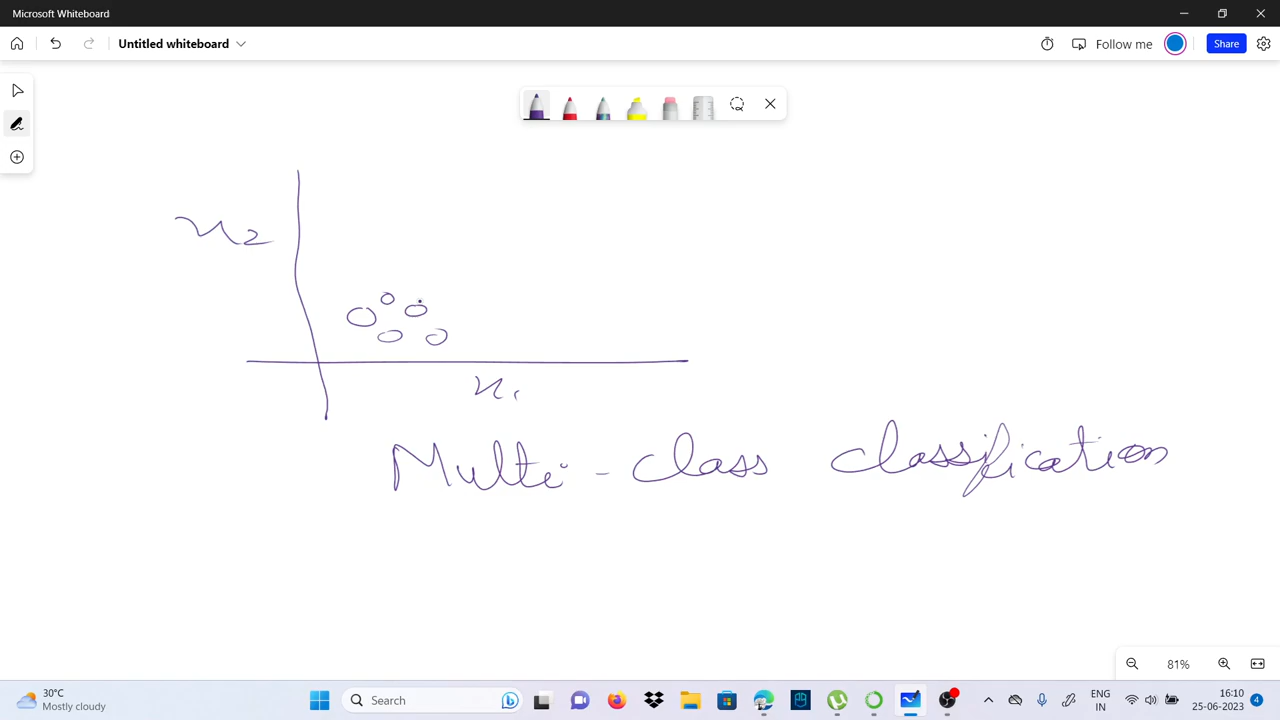 Microsoft Whiteboard
Untitled whiteboard
Follow me
Share
x2
x1
Multi-class classification
81%
30°C
Mostly cloudy
Search
ENG
IN
16:10
25-06-2023
4